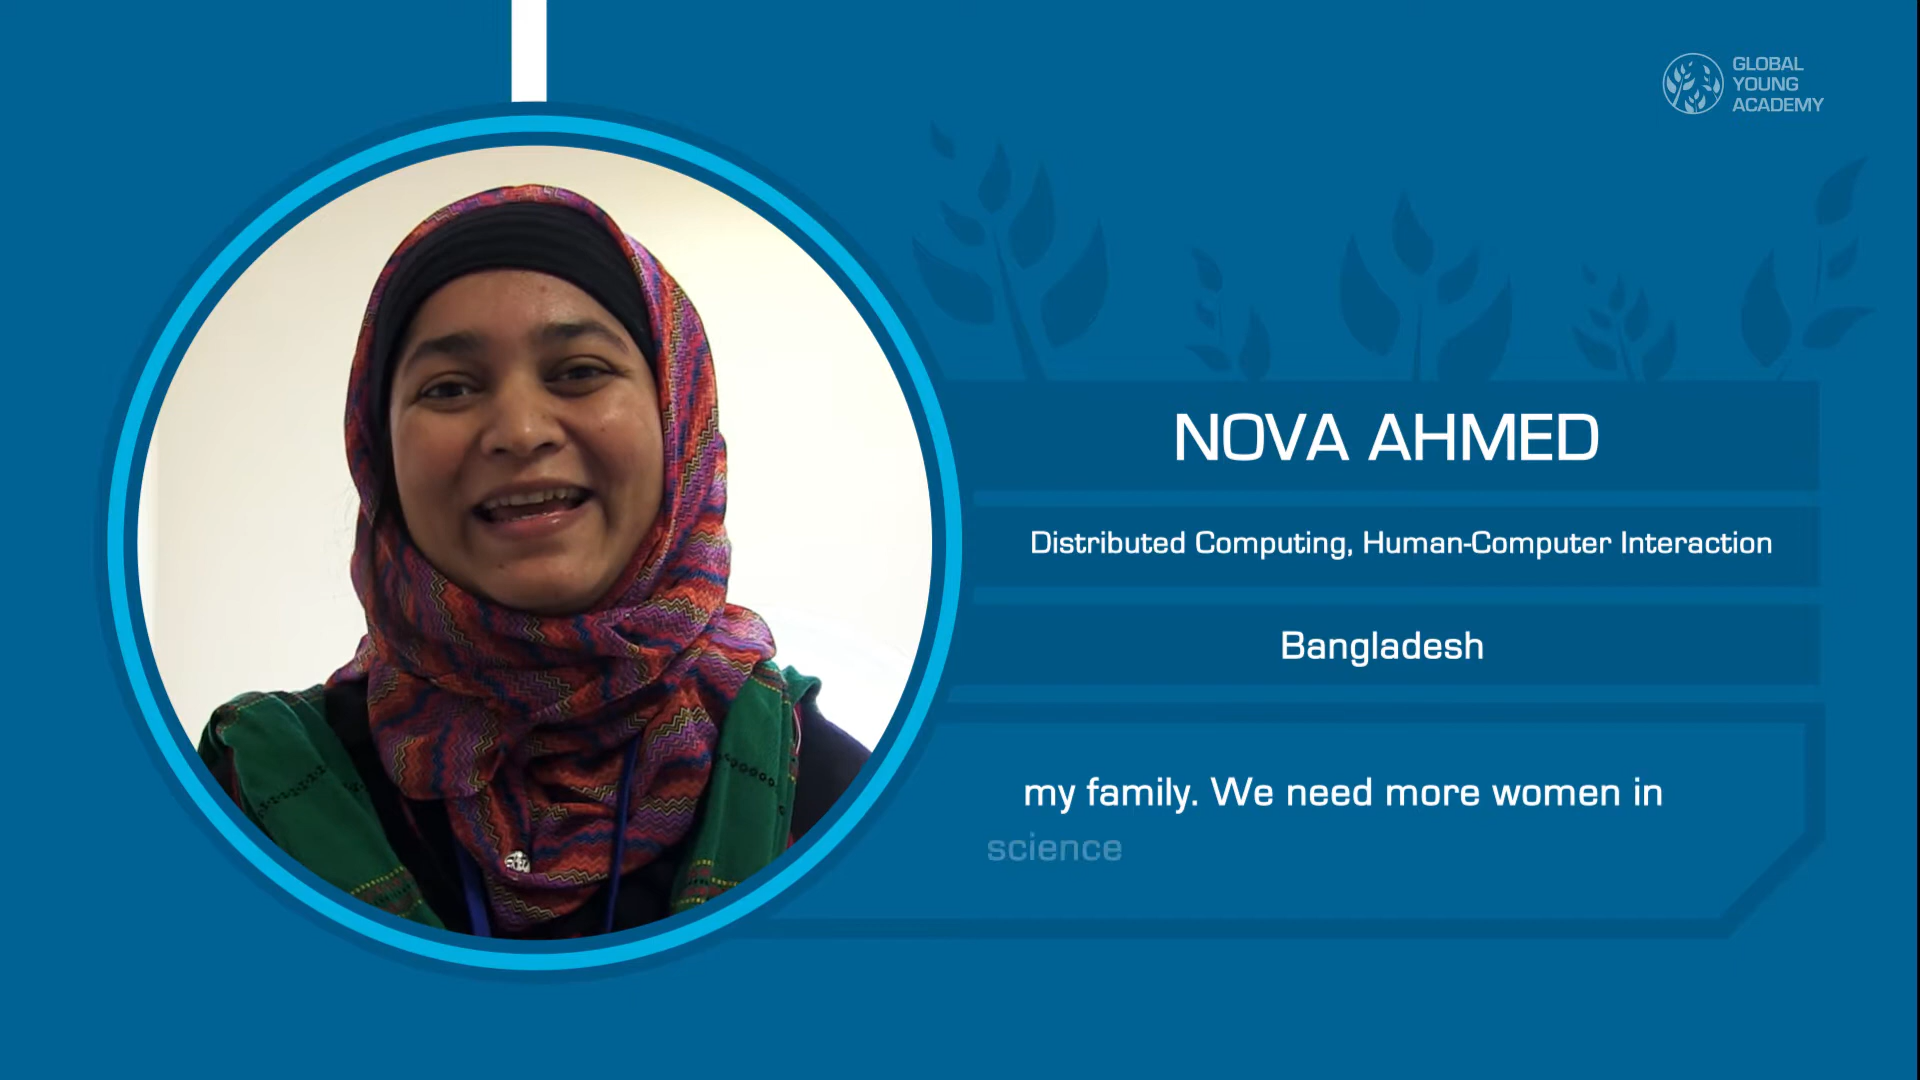 GLOBAL
YOUNG
ACADEMY
NOVA AHMED
Distributed Computing, Human-Computer Interaction
Bangladesh
my family. We need more women in
science